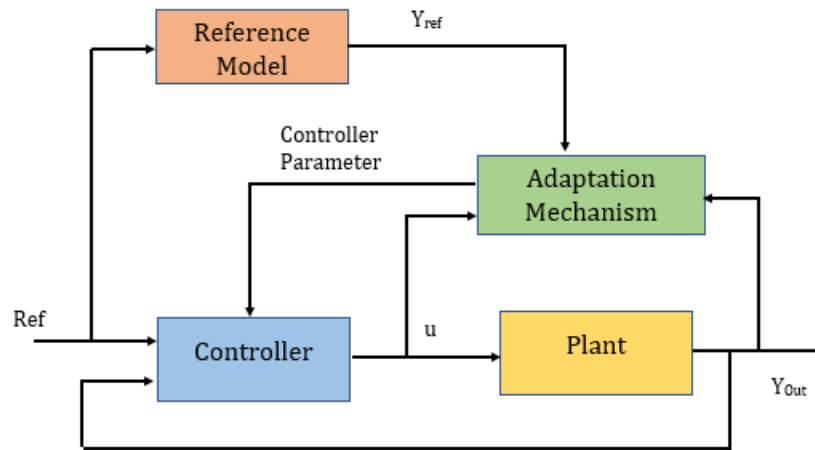 Reference
Model
Yref
Controller
Parameter
Adaptation
Mechanism
Ref
Controller
u
Plant
YOut